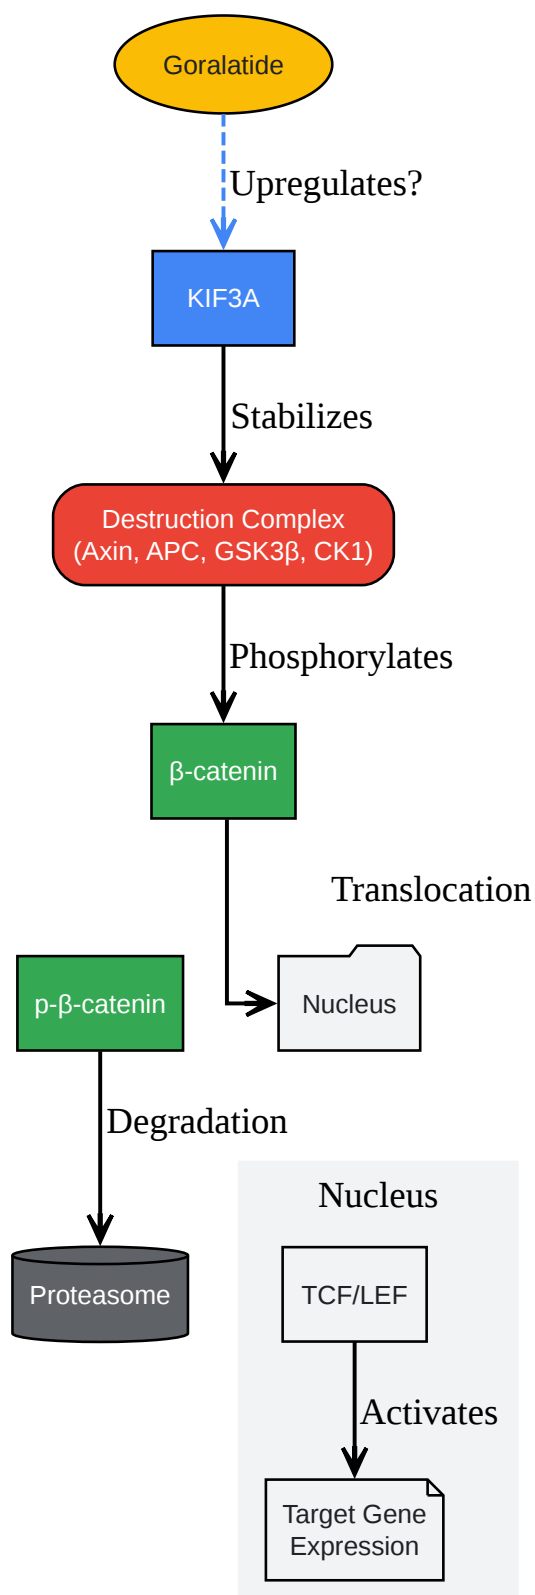 Goralatide
Upregulates?
KIF3A
Stabilizes
Destruction Complex
(Axin, APC, GSK3β, CK1)
Phosphorylates
β-catenin
Translocation
p-β-catenin
Nucleus
Degradation
Nucleus
Proteasome
TCF/LEF
Activates
Target Gene
Expression